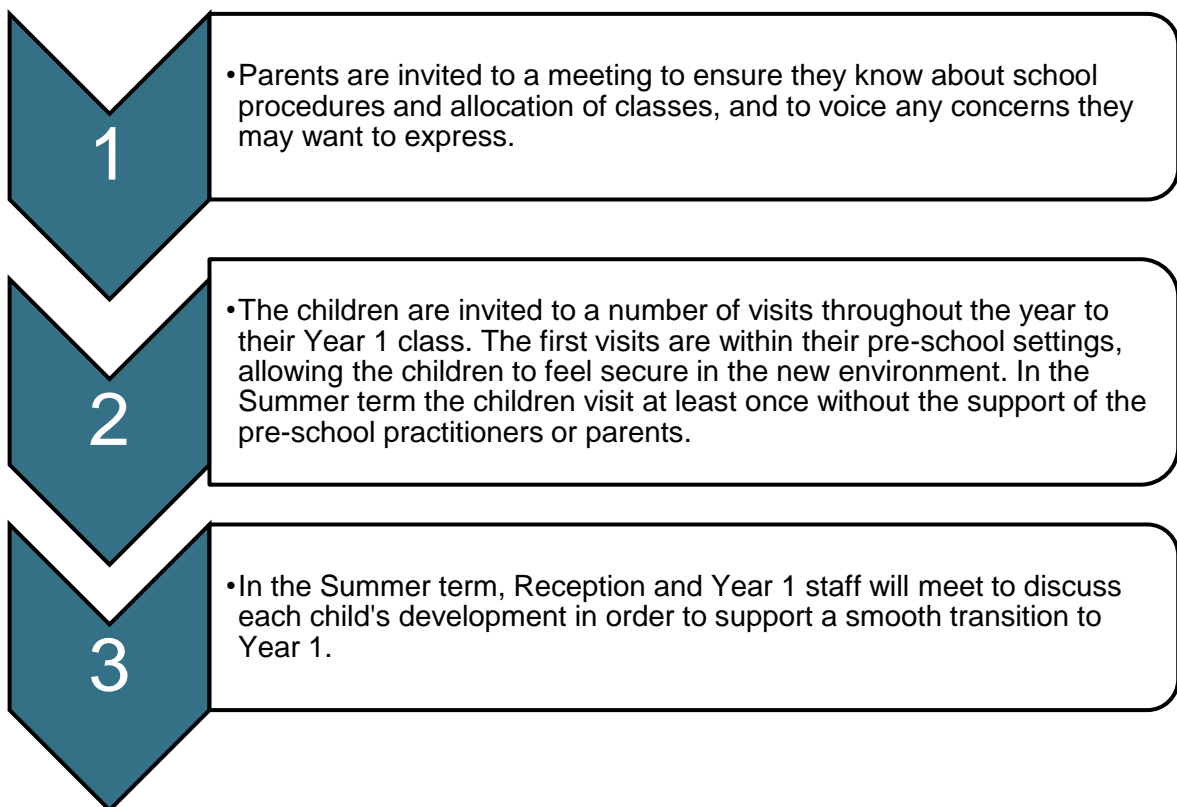 1
•Parents are invited to a meeting to ensure they know about school
procedures and allocation of classes, and to voice any concerns they
may want to express.
2
•The children are invited to a number of visits throughout the year to
their Year 1 class. The first visits are within their pre-school settings,
allowing the children to feel secure in the new environment. In the
Summer term the children visit at least once without the support of the
pre-school practitioners or parents.
3
•In the Summer term, Reception and Year 1 staff will meet to discuss
each child's development in order to support a smooth transition to
Year 1.